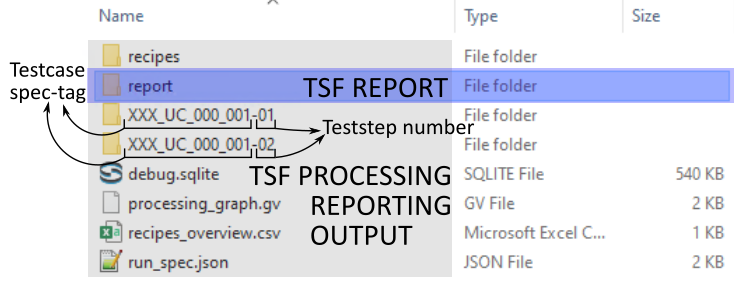 Name Type Size
recipes File folder
report TSF REPORT File folder
Testcase
spec-tag
XXX_UC_000_001-01 File folder
Teststep number
XXX_UC_000_001-02 File folder
debug.sqlite TSF PROCESSING SQLITE File 540 KB
processing_graph.gv REPORTING GV File 2 KB
recipes_overview.csv OUTPUT Microsoft Excel C... 1 KB
run_spec.json JSON File 2 KB